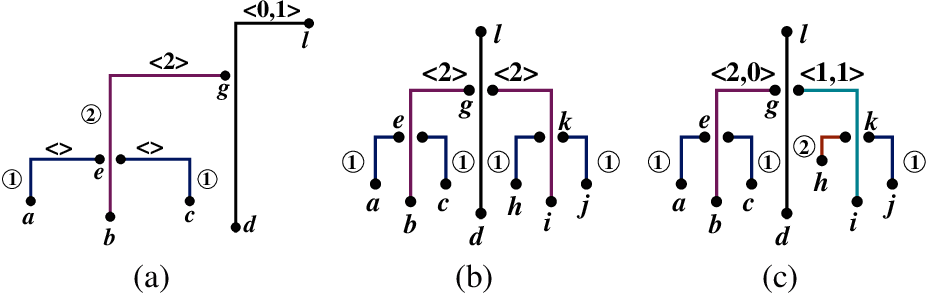 <0,1>
l
<2>
g
②
<> <>
① e ①
a b c d
(a)
l
<2> <2>
g
e k
① ① ① ①
a b c d h i j
(b)
l
<2,0> <1,1>
g
e k
① ① ② ①
a b c d h i j
(c)